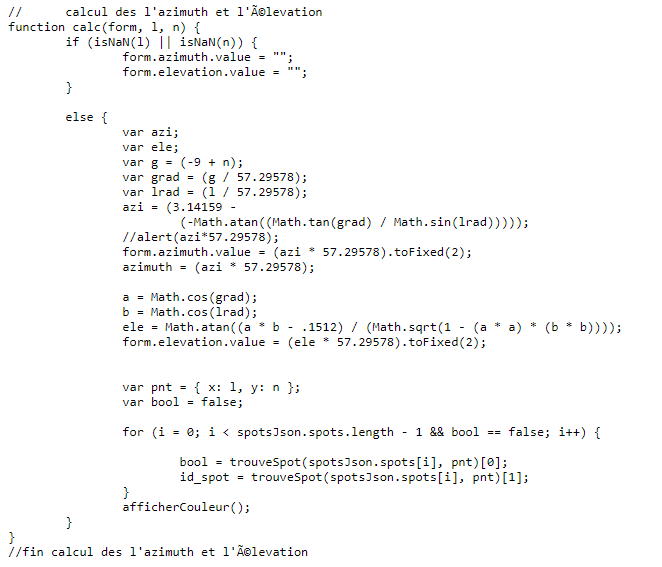 //      calcul des l'azimuth et l'Ã©levation
function calc(form, l, n) {
        if (isNaN(l) || isNaN(n)) {
                form.azimuth.value = "";
                form.elevation.value = "";
        }

        else {
                var azi;
                var ele;
                var g = (-9 + n);
                var grad = (g / 57.29578);
                var lrad = (l / 57.29578);
                azi = (3.14159 -
                        (-Math.atan((Math.tan(grad) / Math.sin(lrad)))));
                //alert(azi*57.29578);
                form.azimuth.value = (azi * 57.29578).toFixed(2);
                azimuth = (azi * 57.29578);

                a = Math.cos(grad);
                b = Math.cos(lrad);
                ele = Math.atan((a * b - .1512) / (Math.sqrt(1 - (a * a) * (b * b))));
                form.elevation.value = (ele * 57.29578).toFixed(2);


                var pnt = { x: l, y: n };
                var bool = false;

                for (i = 0; i < spotsJson.spots.length - 1 && bool == false; i++) {

                        bool = trouveSpot(spotsJson.spots[i], pnt)[0];
                        id_spot = trouveSpot(spotsJson.spots[i], pnt)[1];
                }
                afficherCouleur();
        }
}
//fin calcul des l'azimuth et l'Ã©levation